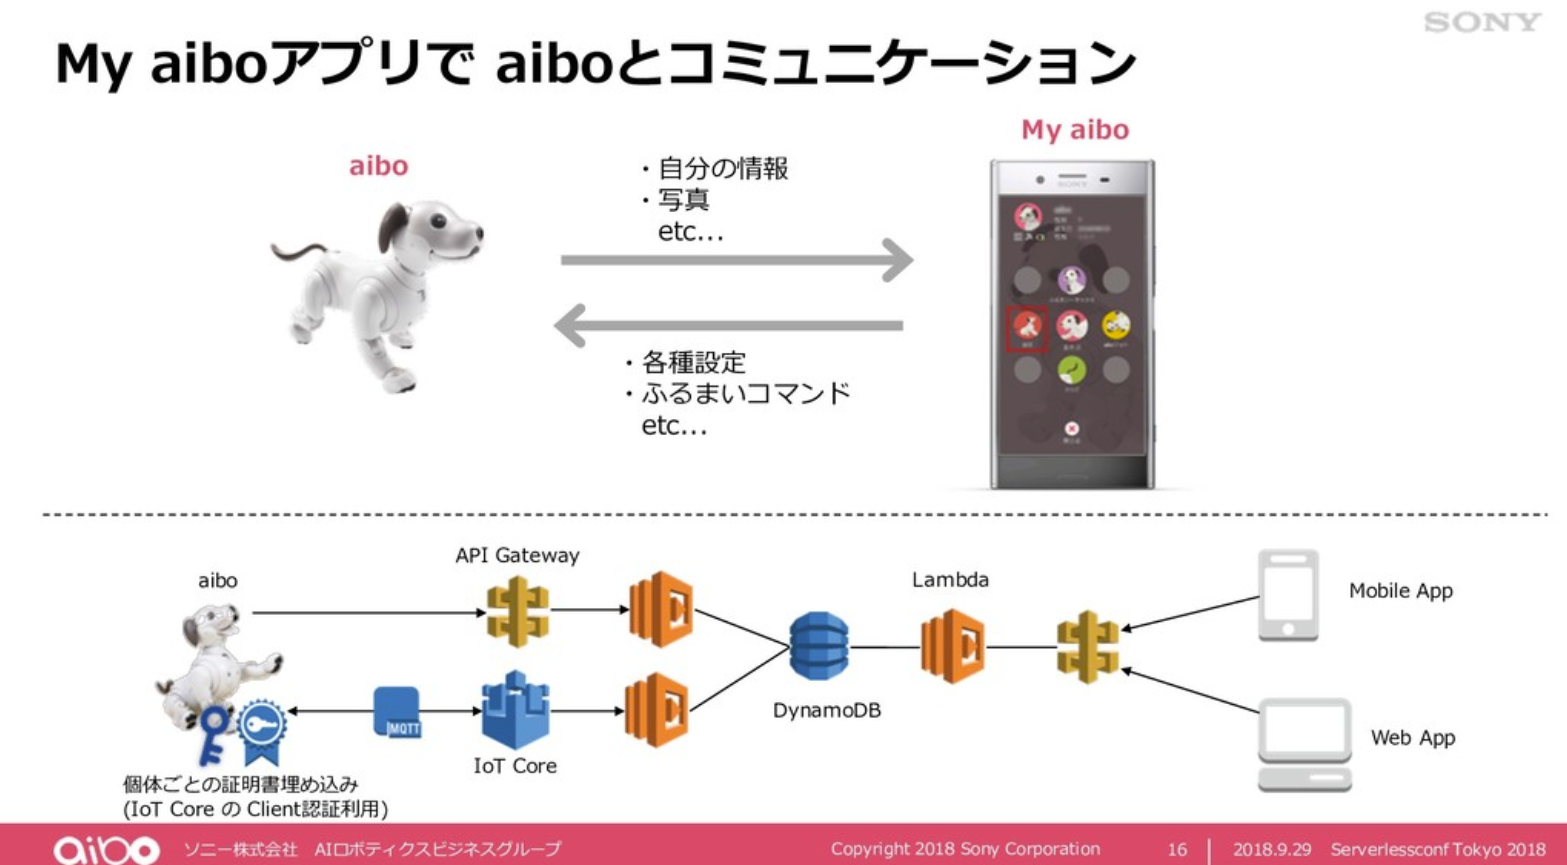 SONY
My aiboアプリで aiboとコミュニケーション
aibo
・自分の情報
・写真
etc...
・各種設定
・ふるまいコマンド
etc...
My aibo
SONY
aibo
API Gateway
MQTT
IoT Core
個体ごとの証明書埋め込み
(IoT Core の Client認証利用)
DynamoDB
Lambda
Mobile App
Web App
aibo
ソニー株式会社 AIロボティクスビジネスグループ
Copyright 2018 Sony Corporation
16
2018.9.29 Serverlessconf Tokyo 2018